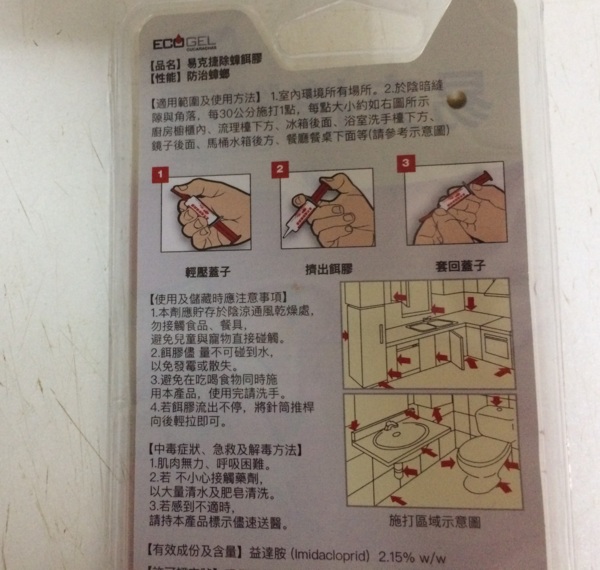 ECOGEL
【品名】易克捷除蟑餌膠
【性能】防治蟑螂
【適用範圍及使用方法】1.室內環境所有場所。2.於陰暗縫
隙與角落，每30公分施打1點，每點大小約如右圖所示
廚房櫥櫃內、流理檯下方、冰箱後面、浴室洗手檯下方、
鏡子後面、馬桶水箱後方、餐廳餐桌下面等(請參考示意圖)
1 2 3
輕壓蓋子 擠出餌膠 套回蓋子
【使用及儲藏時應注意事項】
1.本劑應貯存於陰涼通風乾燥處，
勿接觸食品、餐具，
避免兒童與寵物直接碰觸。
2.餌膠儘 量不可碰到水，
以免發霉或散失。
3.避免在吃喝食物同時施
用本產品，使用完請洗手。
4.若餌膠流出不停，將針筒推桿
向後輕拉即可。
【中毒症狀、急救及解毒方法】
1.肌肉無力、呼吸困難。
2.若 不小心接觸藥劑，
以大量清水及肥皂清洗。
3.若感到不適時，
請持本產品標示儘速送醫。
施打區域示意圖
【有效成份及含量】益達胺 (Imidacloprid) 2.15% w/w